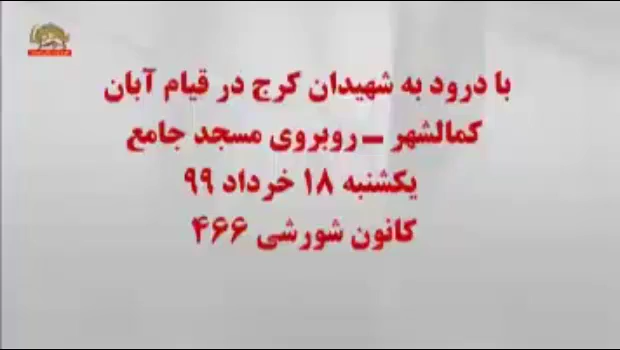 با درود به شهیدان کرج در قیام آبان
کمالشهر ــ روبروی مسجد جامع
یکشنبه ۱۸ خرداد ۹۹
کانون شورشی ۴۶۶